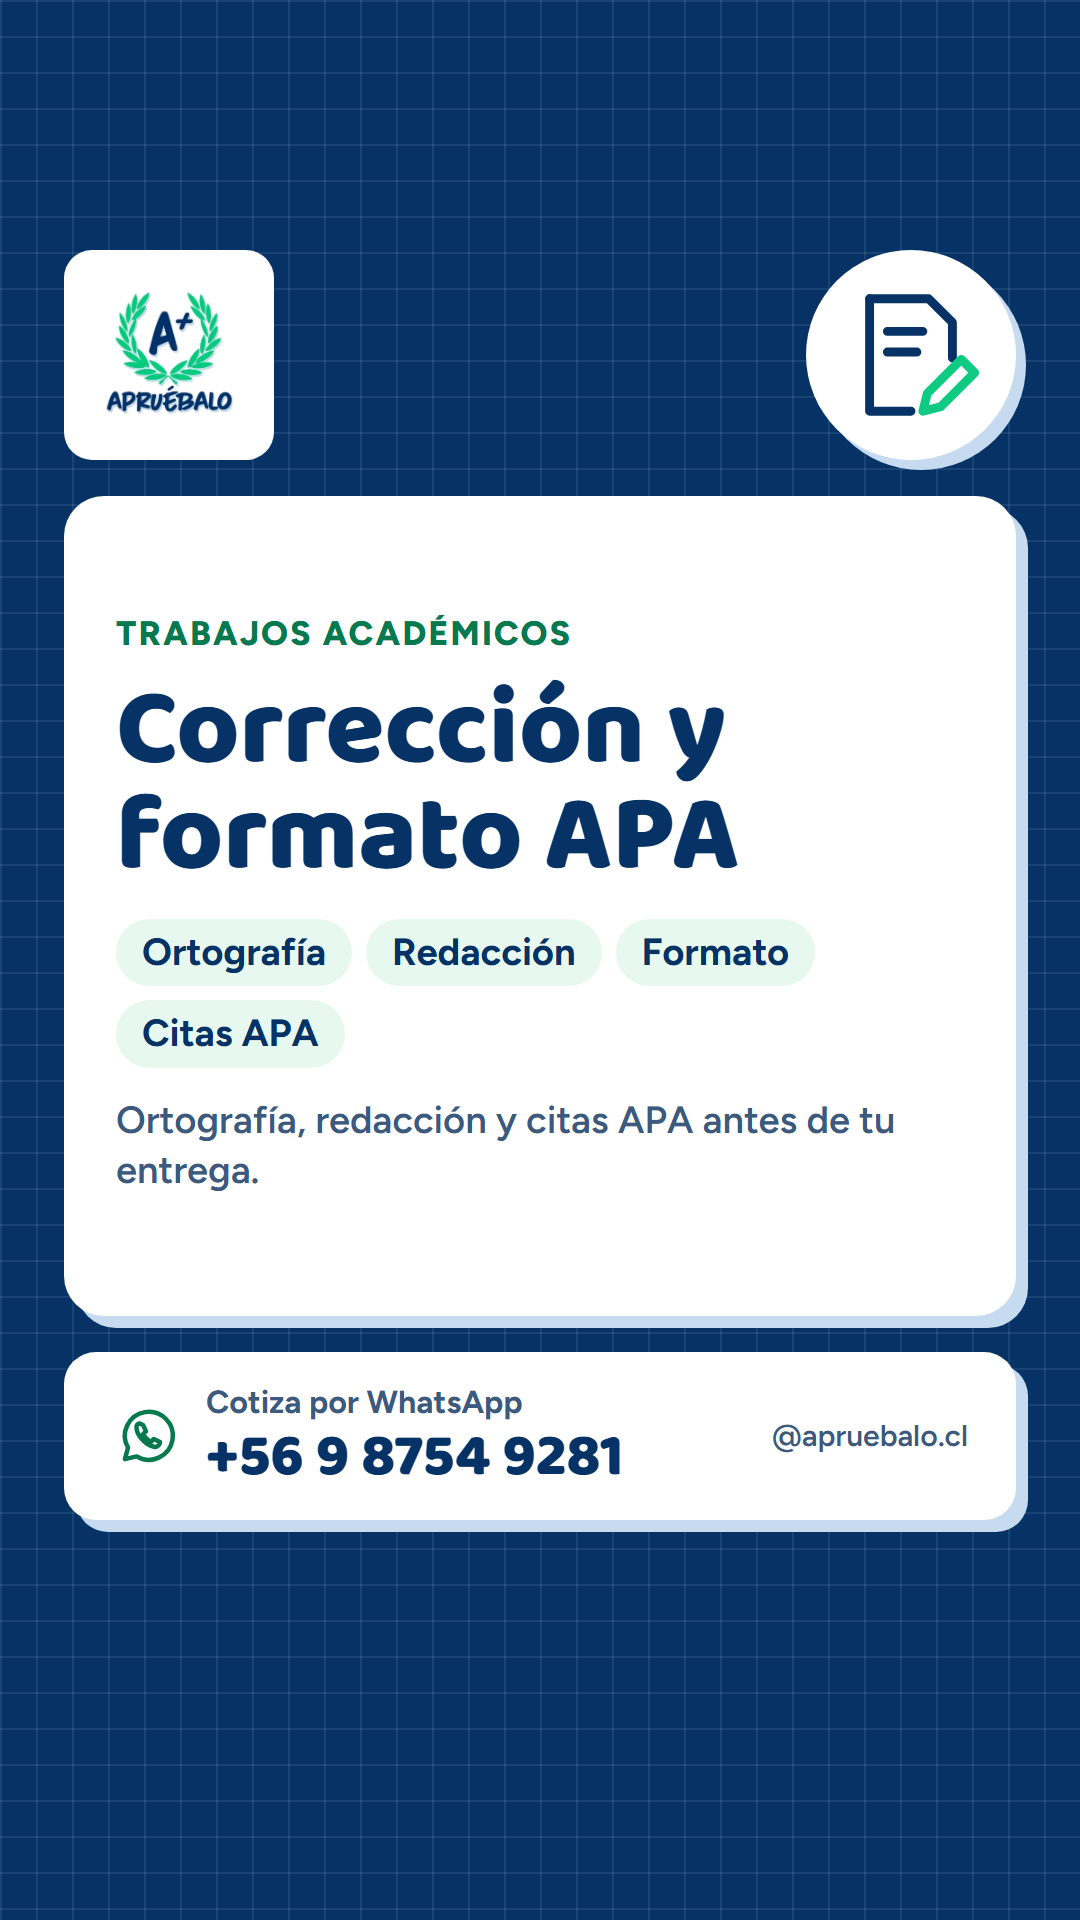 A+
APRUÉBALO
TRABAJOS ACADÉMICOS
Corrección y
formato APA
Ortografía Redacción Formato
Citas APA
Ortografía, redacción y citas APA antes de tu
entrega.
Cotiza por WhatsApp
+56 9 8754 9281
@apruebalo.cl